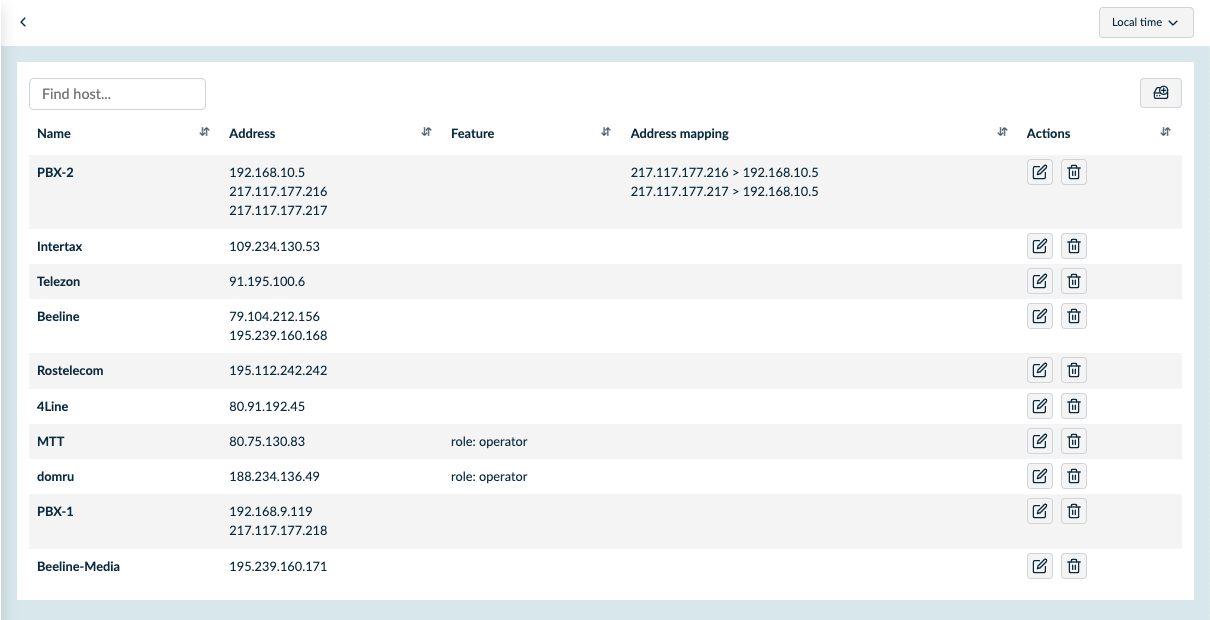 Local time
Find host...
Name Address Feature Address mapping Actions
PBX-2 192.168.10.5 217.117.177.216 > 192.168.10.5
217.117.177.216 217.117.177.217 > 192.168.10.5
217.117.177.217
Intertax 109.234.130.53
Telezon 91.195.100.6
Beeline 79.104.212.156
195.239.160.168
Rostelecom 195.112.242.242
4Line 80.91.192.45
MTT 80.75.130.83 role: operator
domru 188.234.136.49 role: operator
PBX-1 192.168.9.119
217.117.177.218
Beeline-Media 195.239.160.171